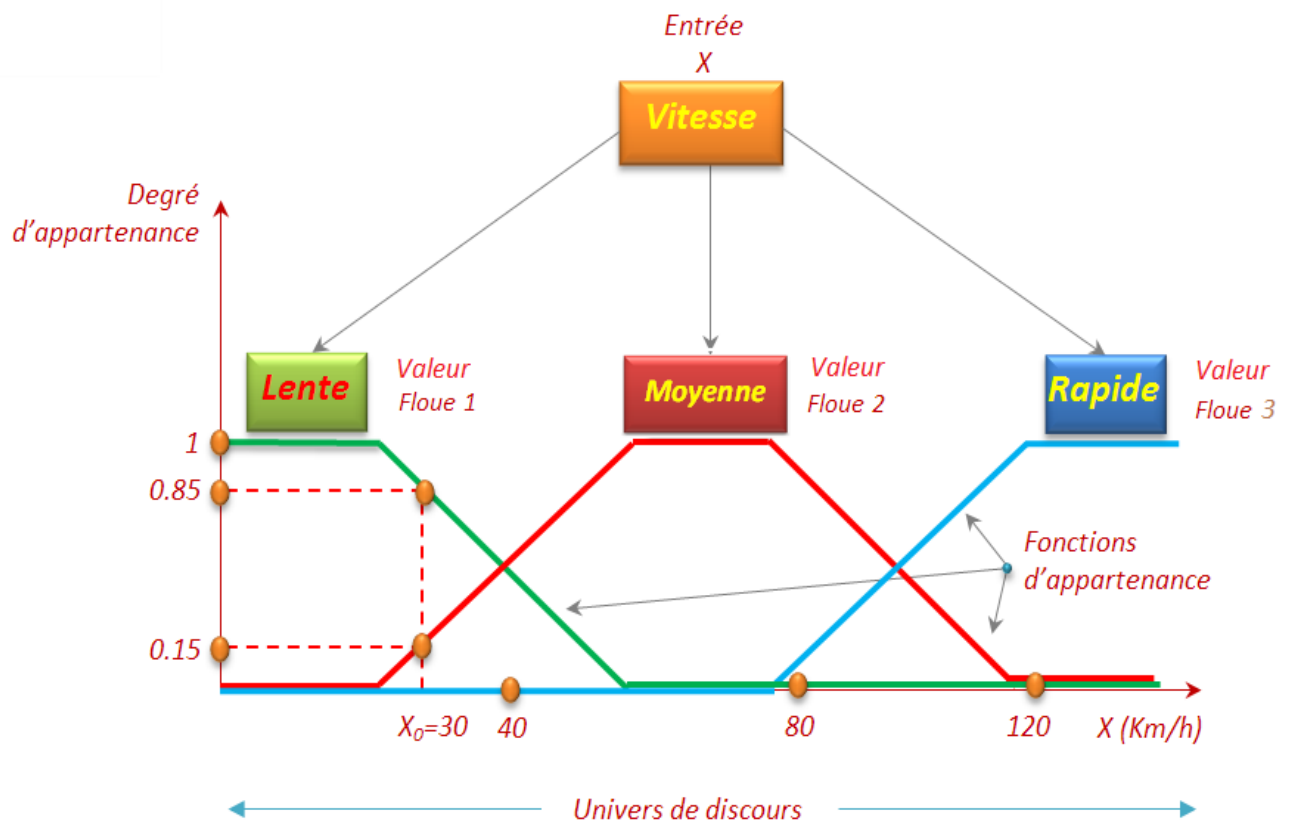 Entrée
X
Vitesse
Degré
d'appartenance
Lente
Valeur
Floue 1
Moyenne
Valeur
Floue 2
Rapide
Valeur
Floue 3
1
0.85
0.15
Fonctions
d'appartenance
X₀=30
40
80
120
X (Km/h)
Univers de discours